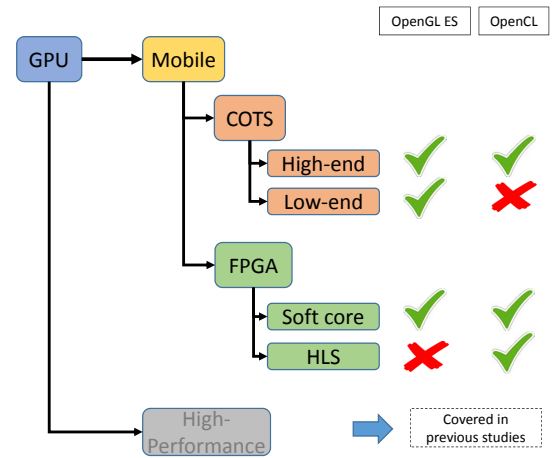 OpenGL ES
OpenCL
GPU
Mobile
COTS
High-end
Low-end
FPGA
Soft core
HLS
High-
Performance
Covered in
previous studies